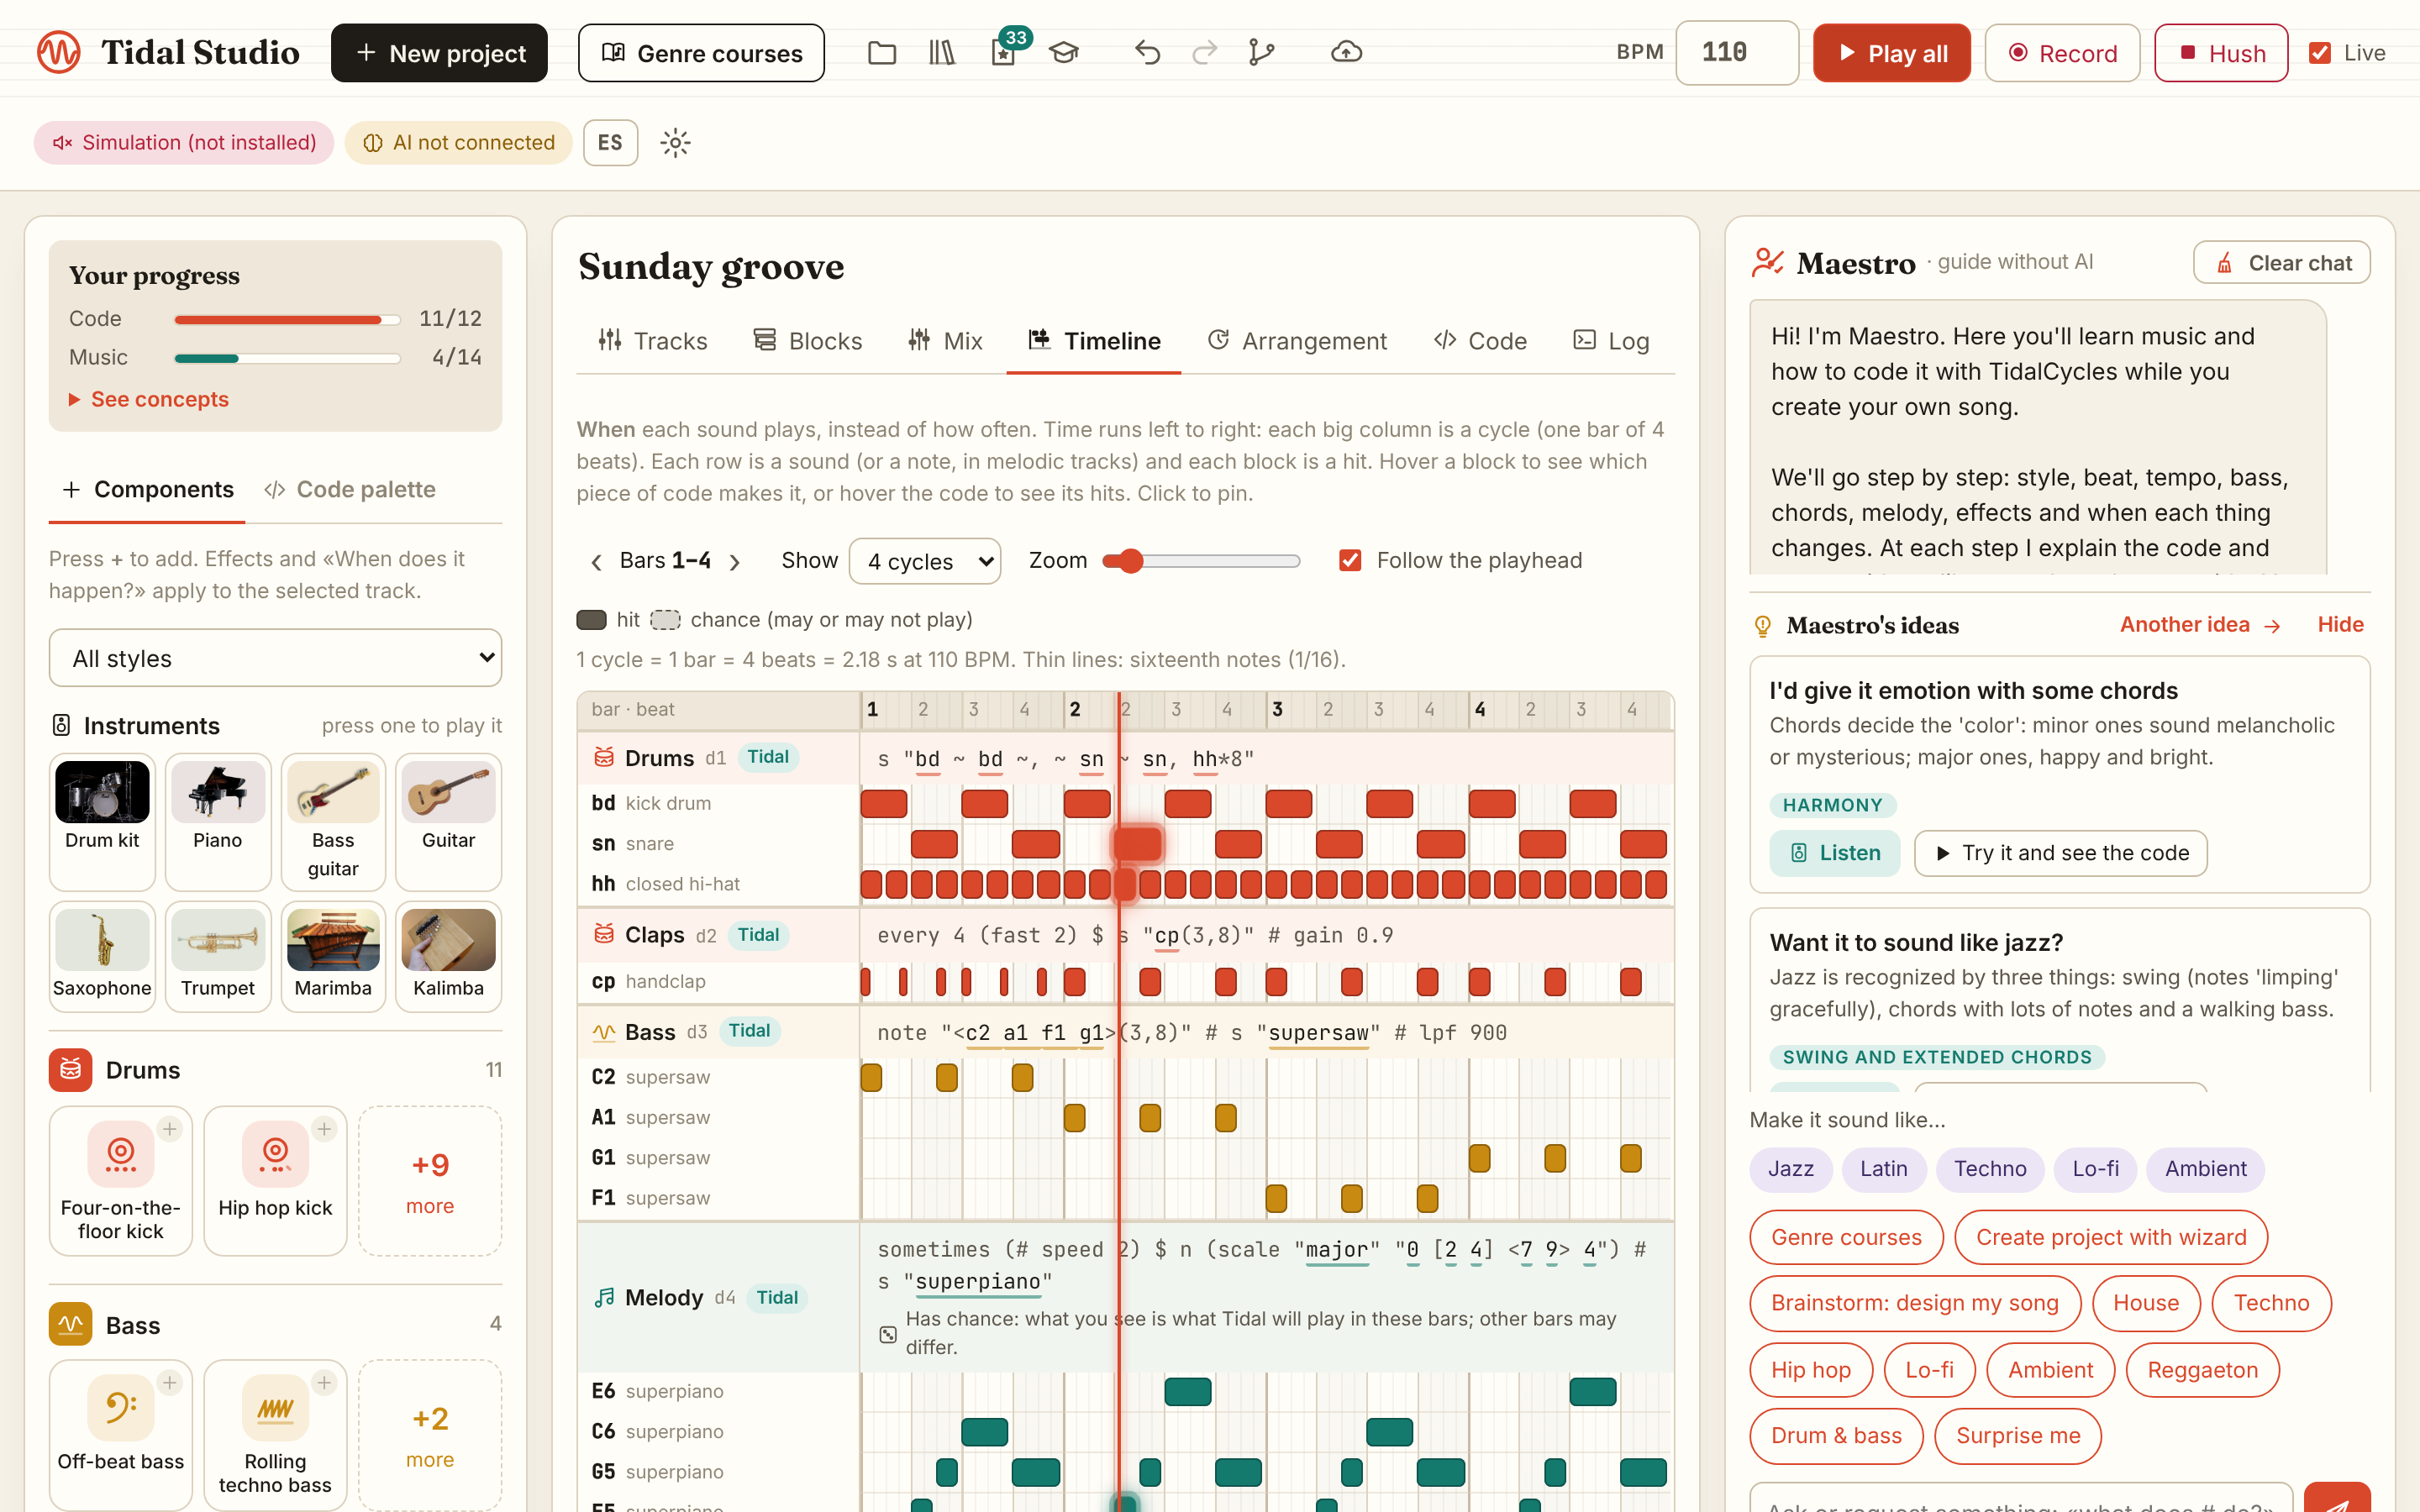 Tidal Studio
New project
Genre courses
33
BPM
110
Play all
Record
Hush
Live
Simulation (not installed)
AI not connected
ES
Your progress
Code 11/12
Music 4/14
See concepts
Components
Code palette
Press + to add. Effects and «When does it
happen?» apply to the selected track.
All styles
Instruments
press one to play it
Drum kit
Piano
Bass
guitar
Guitar
Saxophone
Trumpet
Marimba
Kalimba
Drums 11
Four-on-the-
floor kick
Hip hop kick
+9
more
Bass 4
Off-beat bass
Rolling
techno bass
+2
more
Sunday groove
Tracks
Blocks
Mix
Timeline
Arrangement
Code
Log
When each sound plays, instead of how often. Time runs left to right: each big column is a cycle (one bar of 4
beats). Each row is a sound (or a note, in melodic tracks) and each block is a hit. Hover a block to see which
piece of code makes it, or hover the code to see its hits. Click to pin.
Bars 1–4
Show
4 cycles
Zoom
Follow the playhead
hit
chance (may or may not play)
1 cycle = 1 bar = 4 beats = 2.18 s at 110 BPM. Thin lines: sixteenth notes (1/16).
bar · beat 1 2 3 4 2 2 3 4 3 2 3 4 4 2 3 4
Drums d1 Tidal s "bd ~ bd ~, ~ sn ~ sn, hh*8"
bd kick drum
sn snare
hh closed hi-hat
Claps d2 Tidal every 4 (fast 2) $ s "cp(3,8)" # gain 0.9
cp handclap
Bass d3 Tidal note "<c2 a1 f1 g1>(3,8)" # s "supersaw" # lpf 900
C2 supersaw
A1 supersaw
G1 supersaw
F1 supersaw
Melody d4 Tidal
sometimes (# speed 2) $ n (scale "major" "0 [2 4] <7 9> 4") #
s "superpiano"
Has chance: what you see is what Tidal will play in these bars; other bars may
differ.
E6 superpiano
C6 superpiano
G5 superpiano
Maestro · guide without AI
Clear chat
Hi! I'm Maestro. Here you'll learn music and
how to code it with TidalCycles while you
create your own song.
We'll go step by step: style, beat, tempo, bass,
chords, melody, effects and when each thing
changes. At each step I explain the code and
Maestro's ideas
Another idea →
Hide
I'd give it emotion with some chords
Chords decide the 'color': minor ones sound melancholic
or mysterious; major ones, happy and bright.
HARMONY
Listen
Try it and see the code
Want it to sound like jazz?
Jazz is recognized by three things: swing (notes 'limping'
gracefully), chords with lots of notes and a walking bass.
SWING AND EXTENDED CHORDS
Make it sound like...
Jazz
Latin
Techno
Lo-fi
Ambient
Genre courses
Create project with wizard
Brainstorm: design my song
House
Techno
Hip hop
Lo-fi
Ambient
Reggaeton
Drum & bass
Surprise me